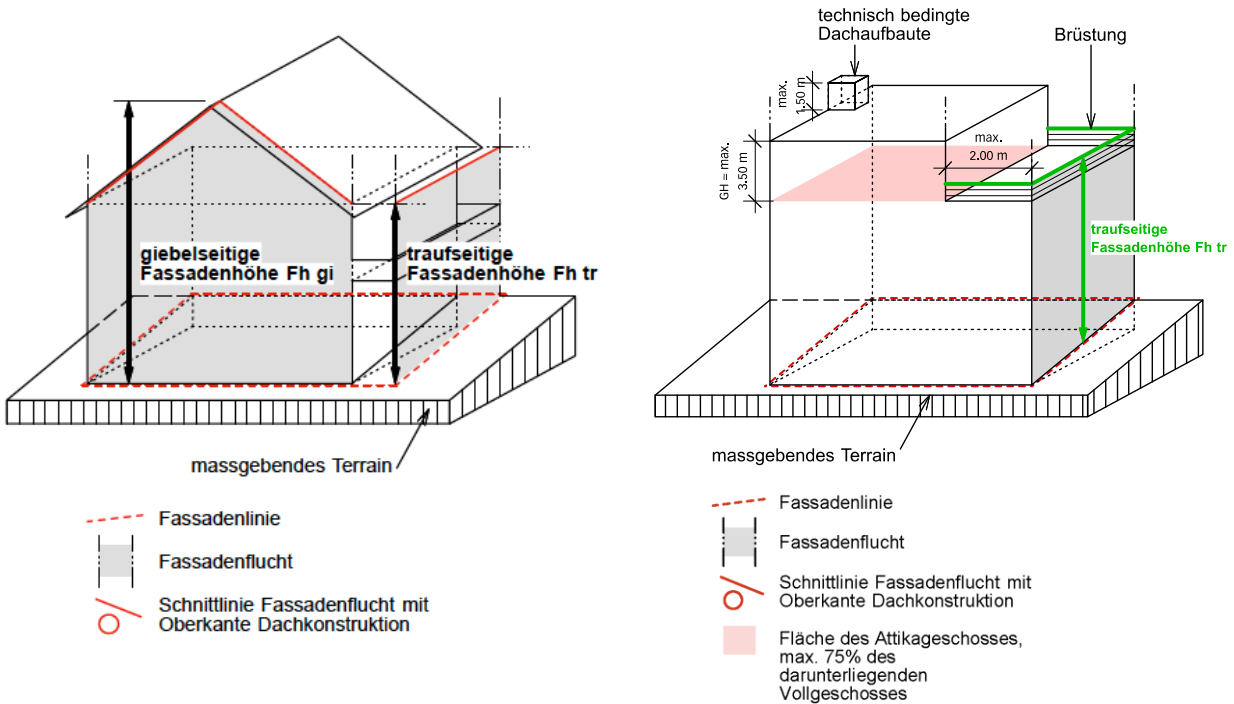 giebelseitige
Fassadenhöhe Fh gi
traufseitige
Fassadenhöhe Fh tr
massgebendes Terrain
Fassadenlinie
Fassadenflucht
Schnittlinie Fassadenflucht mit
Oberkante Dachkonstruktion
technisch bedingte
Dachaufbaute
Brüstung
max.
1.50 m
max.
2.00 m
GH = max.
3.50 m
traufseitige
Fassadenhöhe Fh tr
massgebendes Terrain
Fassadenlinie
Fassadenflucht
Schnittlinie Fassadenflucht mit
Oberkante Dachkonstruktion
Fläche des Attikageschosses,
max. 75% des
darunterliegenden
Vollgeschosses